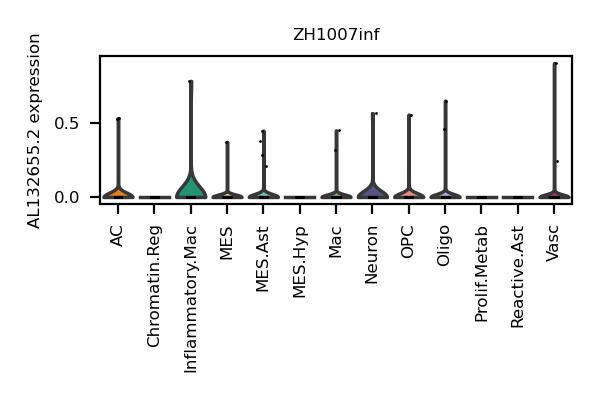 ZH1007inf
AL132655.2 expression
0.5
0.0
AC
Chromatin.Reg
Inflammatory.Mac
MES
MES.Ast
MES.Hyp
Mac
Neuron
OPC
Oligo
Prolif.Metab
Reactive.Ast
Vasc